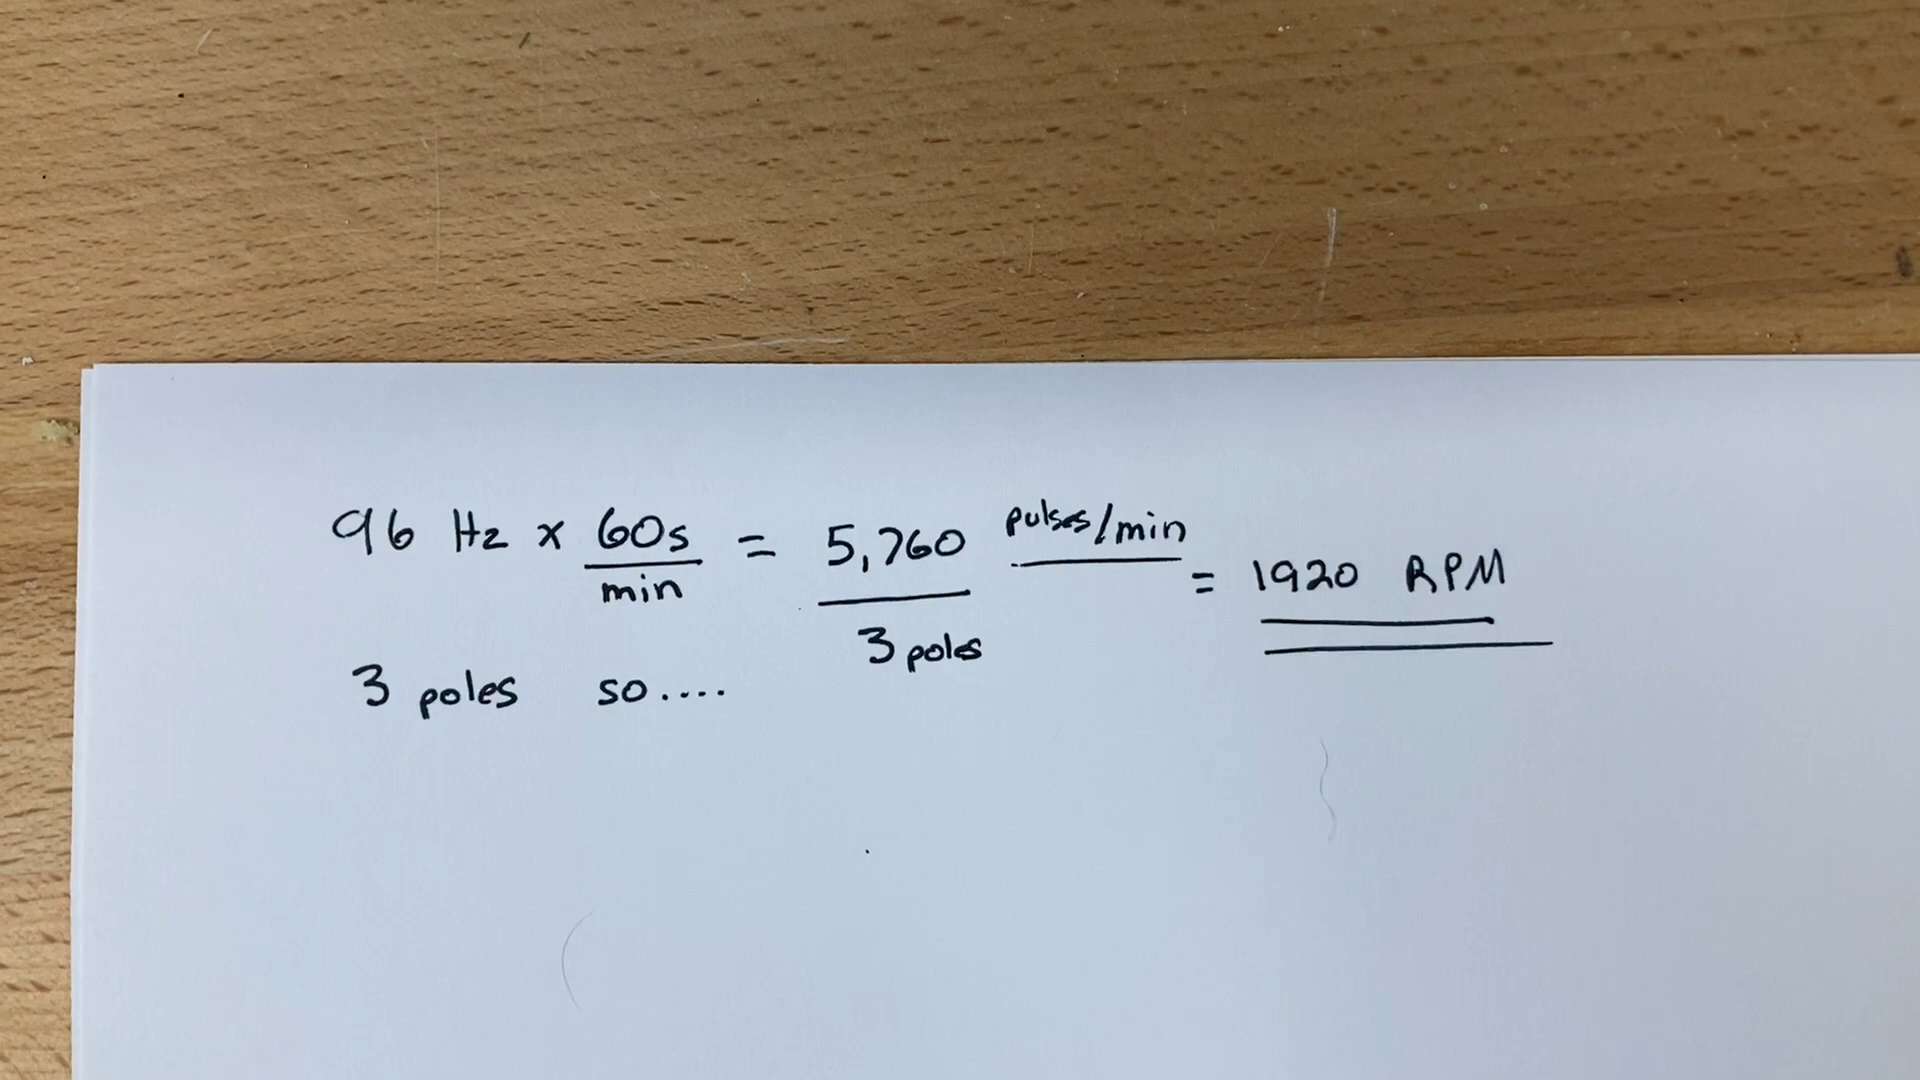 96 Hz x 60s/min = 5,760 pulses/min / 3 poles = 1920 RPM
3 poles so....